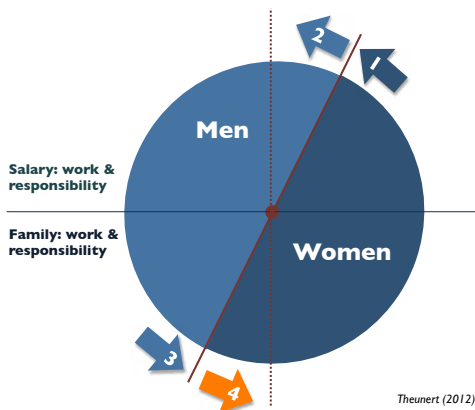 2
1
Men
Salary: work &
responsibility
Family: work &
responsibility
Women
3
4
Theunert (2012)